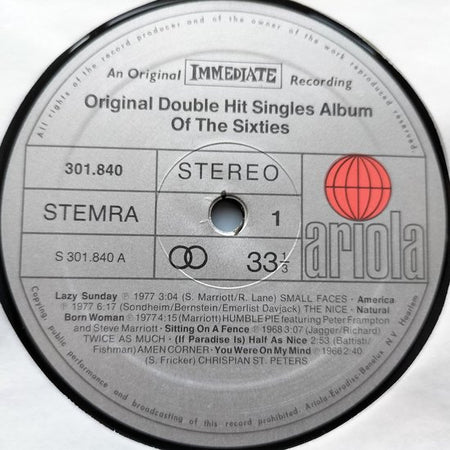 All rights of the record producer and of the owner of the work reproduced reserved.
An Original IMMEDIATE Recording
Original Double Hit Singles Album
Of The Sixties
301.840
STEREO
STEMRA
1
S 301.840 A
33⅓
ariola
Lazy Sunday ℗ 1977 3:04 (S. Marriott/R. Lane) SMALL FACES · America
℗ 1977 6:17 (Sondheim/Bernstein/Emerlist Davjack) THE NICE · Natural
Born Woman ℗ 1977 4:15 (Marriott) HUMBLE PIE featuring Peter Frampton
and Steve Marriott · Sitting On A Fence ℗ 1968 3:07 (Jagger/Richard)
TWICE AS MUCH · (If Paradise Is) Half As Nice 2:53 (Battisti/
Fishman) AMEN CORNER · You Were On My Mind ℗ 1966 2:40
(S. Fricker) CHRISPIAN ST. PETERS
Copying, public performance and broadcasting of this record prohibited. Ariola-Eurodisc-Benelux N.V. Haarlem